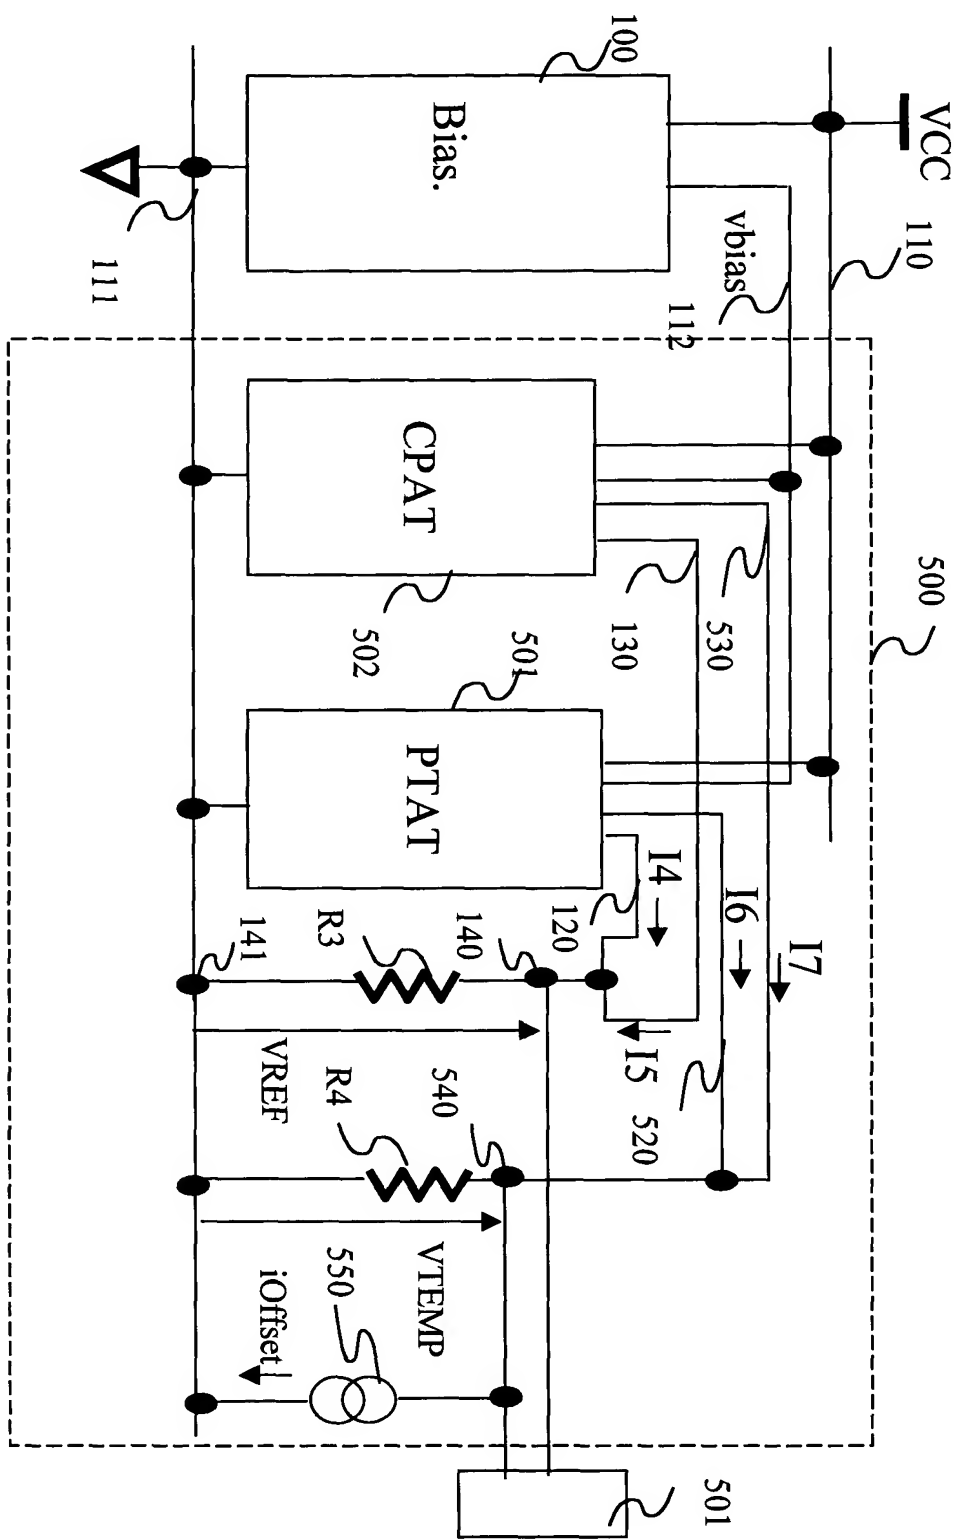 VCC
110
100
Bias.
vbias
112
111
500
CPAT
502
130
530
501
PTAT
I4
I6
I7
120
140
R3
141
I5
520
VREF
540
R4
VTEMP
550
iOffset
501